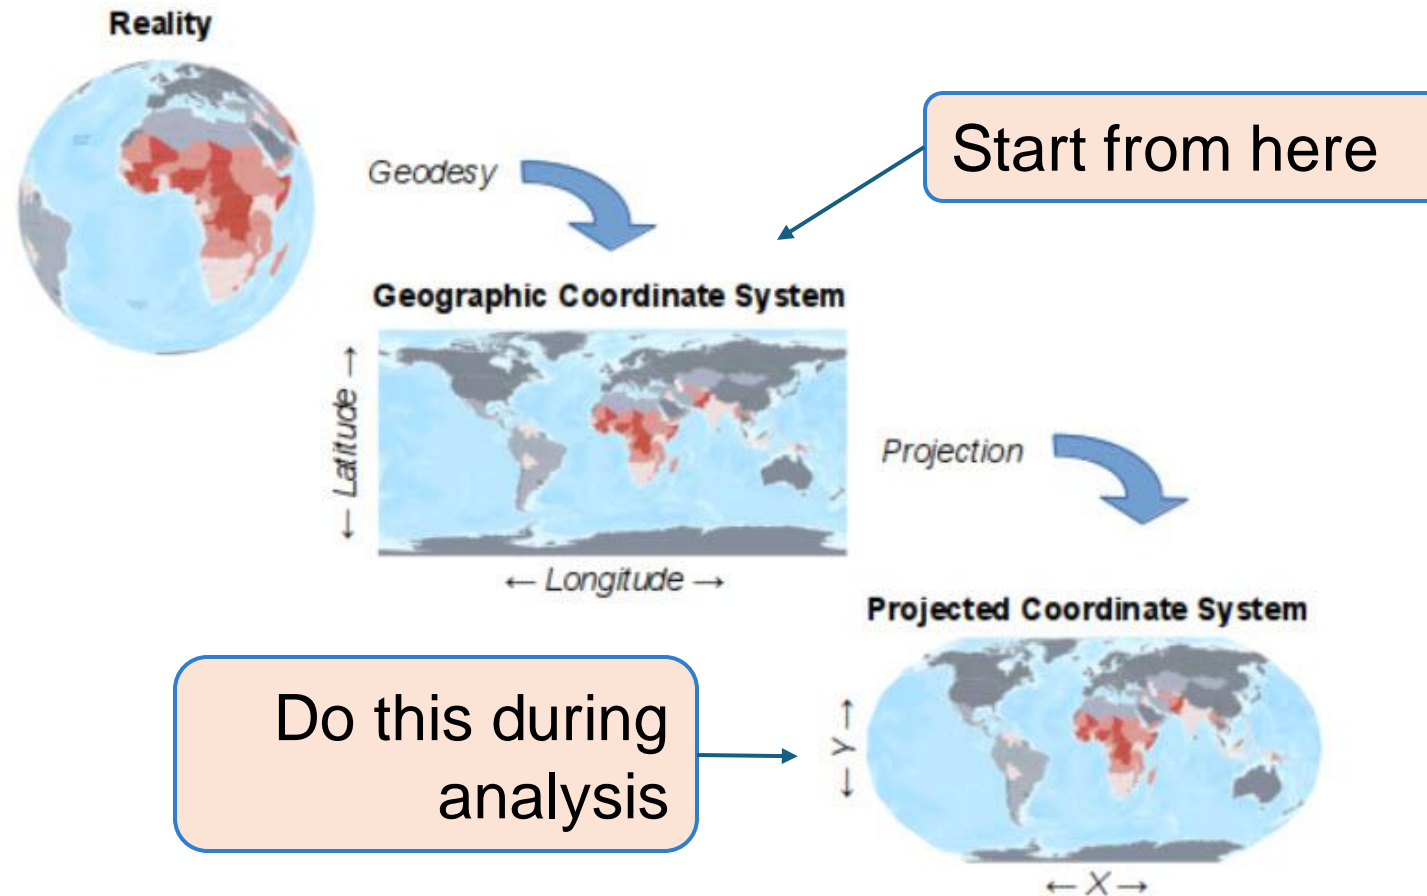 Reality
Geodesy
Start from here
Geographic Coordinate System
← Latitude →
← Longitude →
Projection
Projected Coordinate System
← Y →
← X →
Do this during
analysis